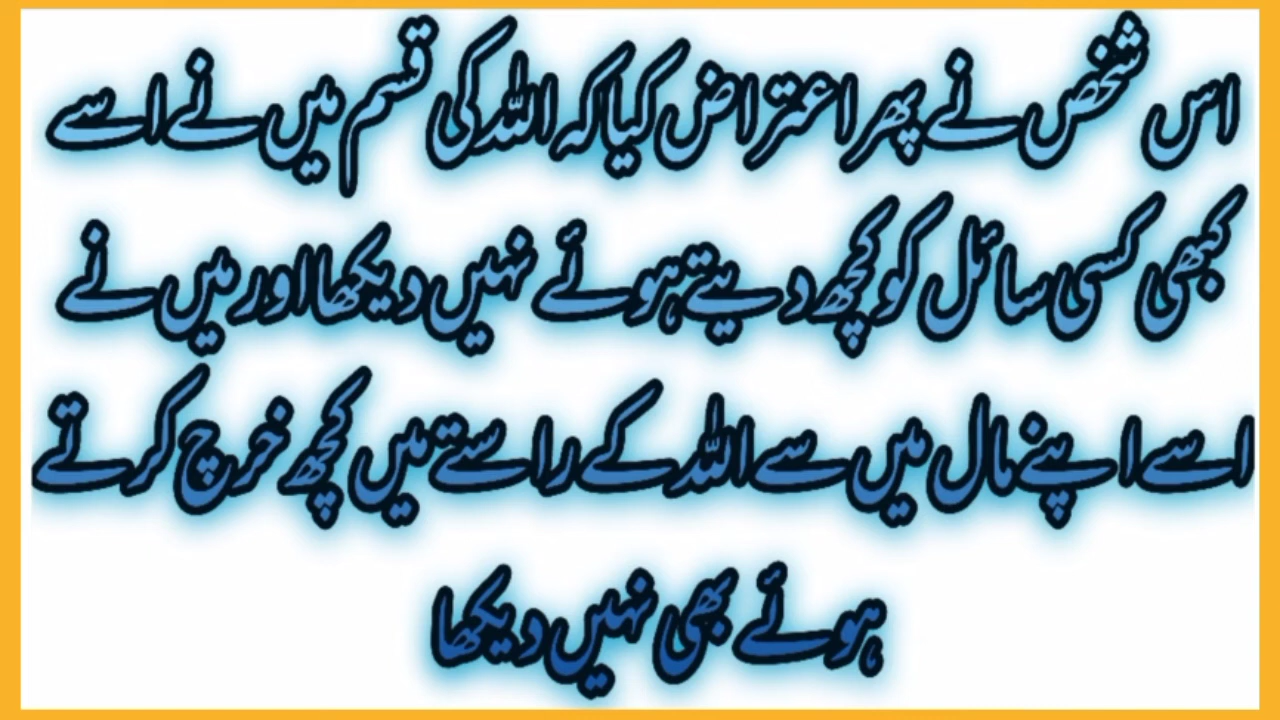 اس شخص نے پھر اعتراض کیا کہ اللہ کی قسم میں نے اسے
کبھی کسی سائل کو کچھ دیتے ہوئے نہیں دیکھا اور میں نے
اسے اپنے مال میں سے اللہ کے راستے میں کچھ خرچ کرتے
ہوئے بھی نہیں دیکھا